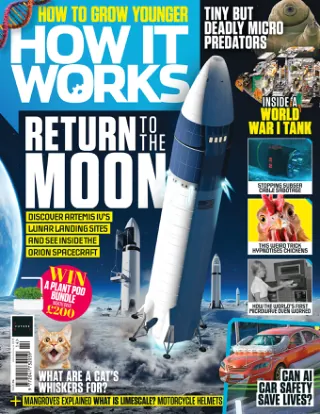 HOW TO GROW YOUNGER
HOW IT
WORKS
TINY BUT
DEADLY MICRO
PREDATORS
INSIDE A
WORLD
WAR I TANK
RETURN TO
THE
MOON
DISCOVER ARTEMIS IV'S
LUNAR LANDING SITES
AND SEE INSIDE THE
ORION SPACECRAFT
STOPPING SUBSEA
CABLE SABOTAGE
THIS WEIRD TRICK
HYPNOTISES CHICKENS
HOW THE WORLD'S FIRST
MICROWAVE OVEN WORKED
WIN
A PLANT POD
BUNDLE
WORTH OVER
£200
WHAT ARE A CAT'S
WHISKERS FOR?
CAN AI
CAR SAFETY
SAVE LIVES?
+ MANGROVES EXPLAINED WHAT IS LIMESCALE? MOTORCYCLE HELMETS